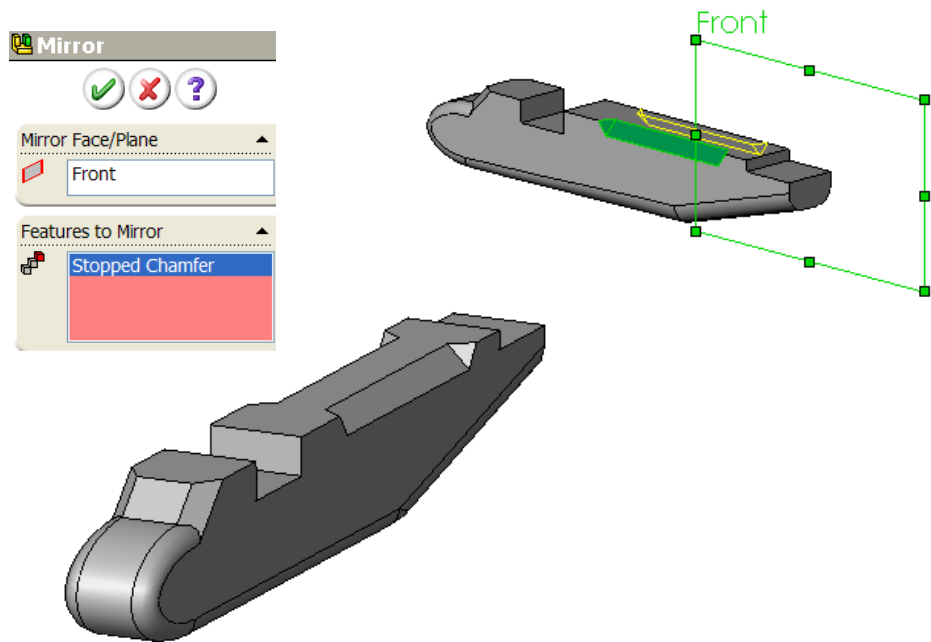 Mirror
?
Mirror Face/Plane
Front
Features to Mirror
Stopped Chamfer
Front